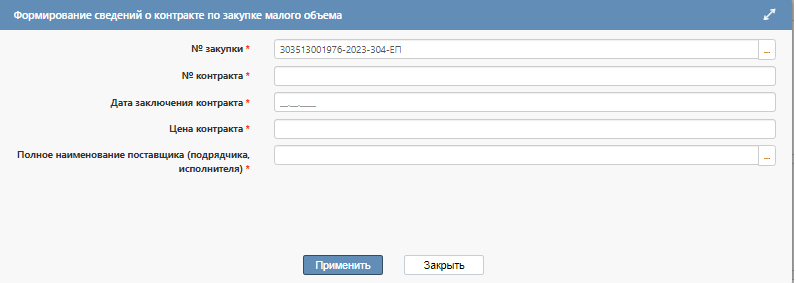 Формирование сведений о контракте по закупке малого объема
№ закупки * 303513001976-2023-304-ЕП ...
№ контракта *
Дата заключения контракта * __.__.____
Цена контракта *
Полное наименование поставщика (подрядчика, ...
исполнителя) *
Применить Закрыть